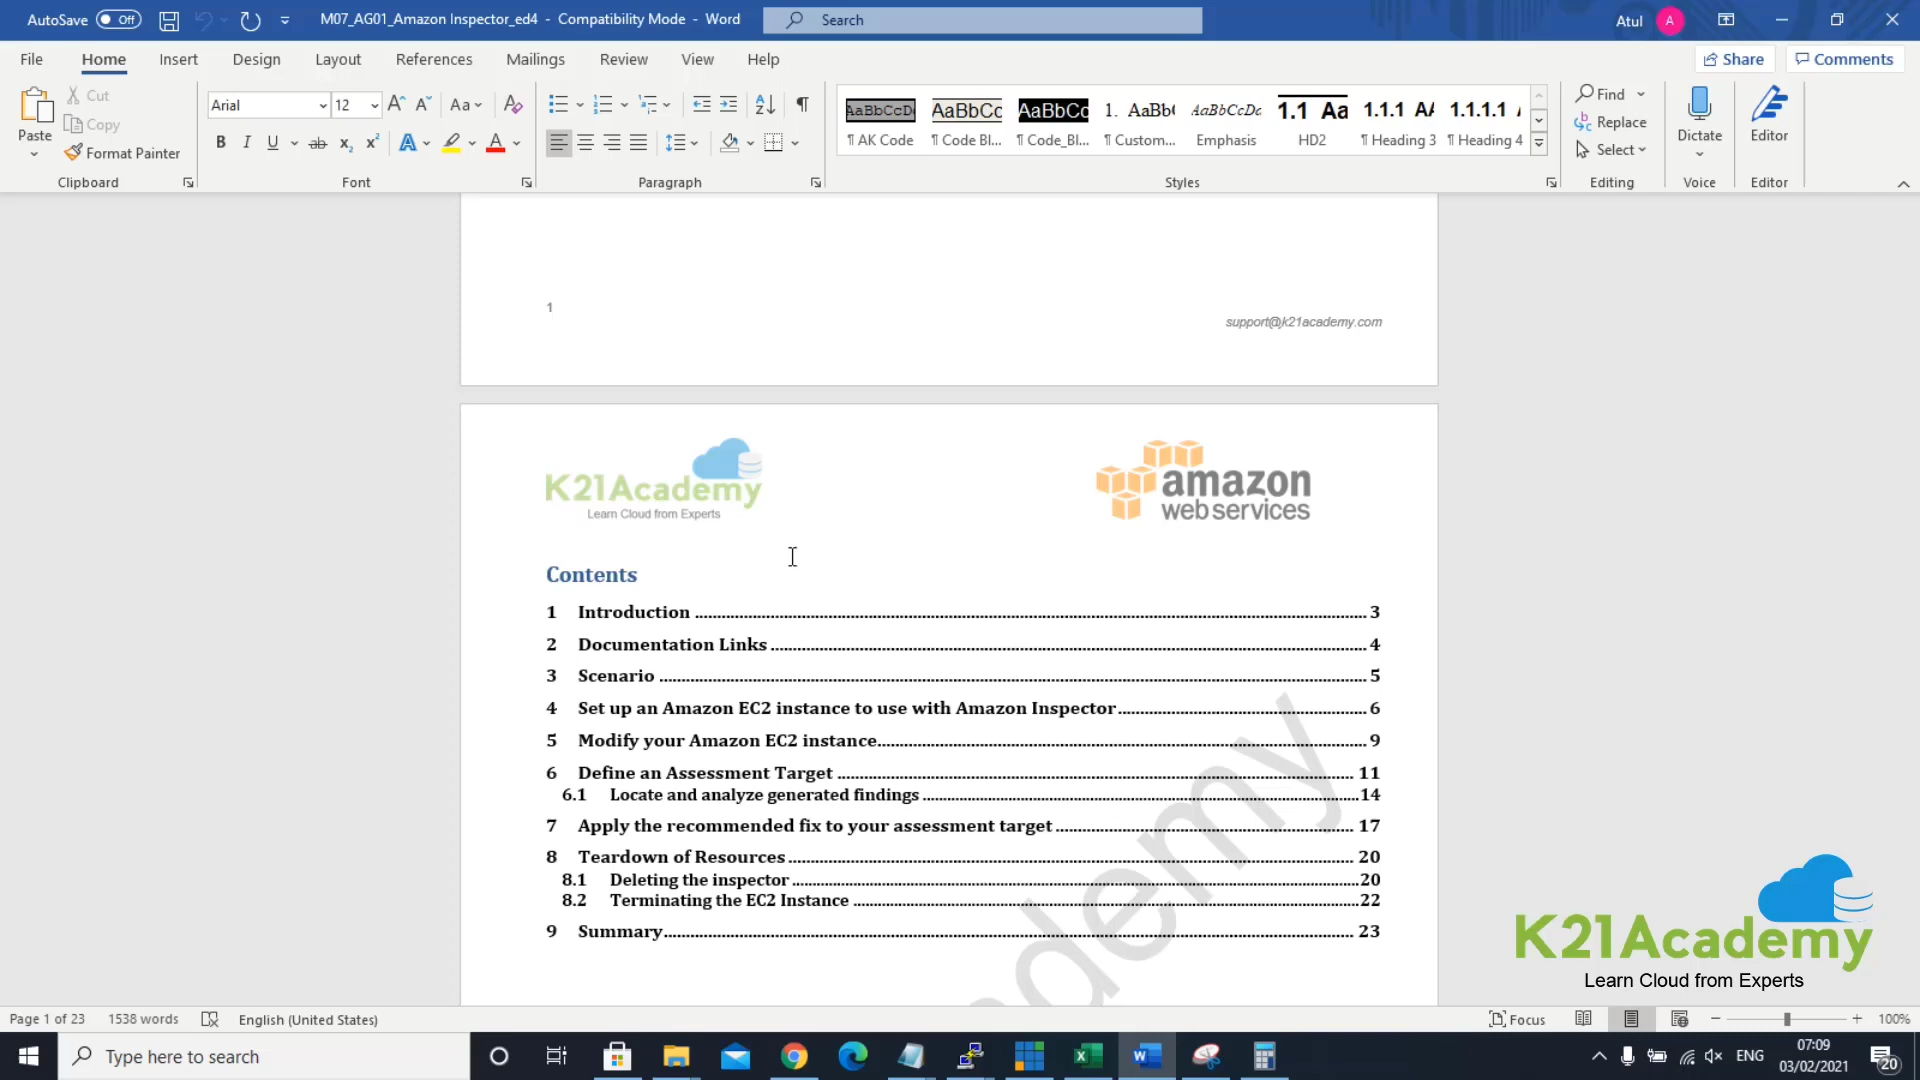 AutoSave Off M07_AG01_Amazon Inspector_ed4 - Compatibility Mode - Word Search Atul A
File Home Insert Design Layout References Mailings Review View Help Share Comments
Paste Cut Copy Format Painter
Clipboard
Arial 12 Aa
B I U ab x2 x2 A A
Font
Paragraph
AaBbCcD AaBbCc AaBbCc 1. AaBb AaBbCcDa 1.1 Aa 1.1.1 AA 1.1.1.1
¶ AK Code ¶ Code Bl... ¶ Code_Bl... ¶ Custom... Emphasis HD2 ¶ Heading 3 ¶ Heading 4
Styles
Find
Replace
Select
Editing
Dictate
Voice
Editor
Editor
1
support@k21academy.com
K21Academy
Learn Cloud from Experts
amazon
web services
Contents
1 Introduction 3
2 Documentation Links 4
3 Scenario 5
4 Set up an Amazon EC2 instance to use with Amazon Inspector 6
5 Modify your Amazon EC2 instance 9
6 Define an Assessment Target 11
6.1 Locate and analyze generated findings 14
7 Apply the recommended fix to your assessment target 17
8 Teardown of Resources 20
8.1 Deleting the inspector 20
8.2 Terminating the EC2 Instance 22
9 Summary 23
ademy
K21Academy
Learn Cloud from Experts
Page 1 of 23 1538 words English (United States) Focus 100%
Type here to search ENG 07:09
03/02/2021 20